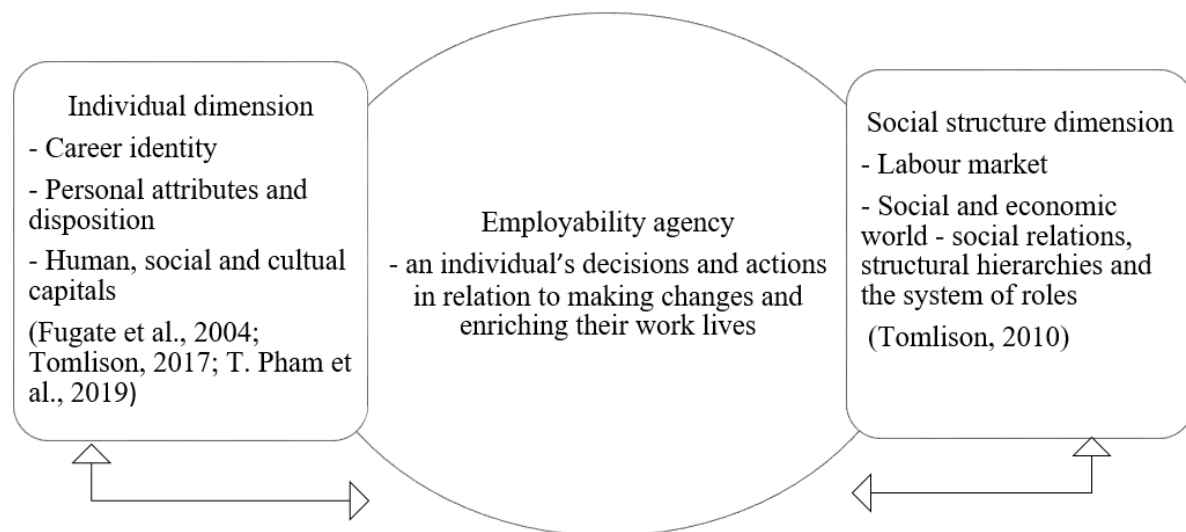 Individual dimension
- Career identity
- Personal attributes and
disposition
- Human, social and cultual
capitals
(Fugate et al., 2004;
Tomlison, 2017; T. Pham et
al., 2019)
Employability agency
- an individual's decisions and actions
in relation to making changes and
enriching their work lives
Social structure dimension
- Labour market
- Social and economic
world - social relations,
structural hierarchies and
the system of roles
(Tomlison, 2010)